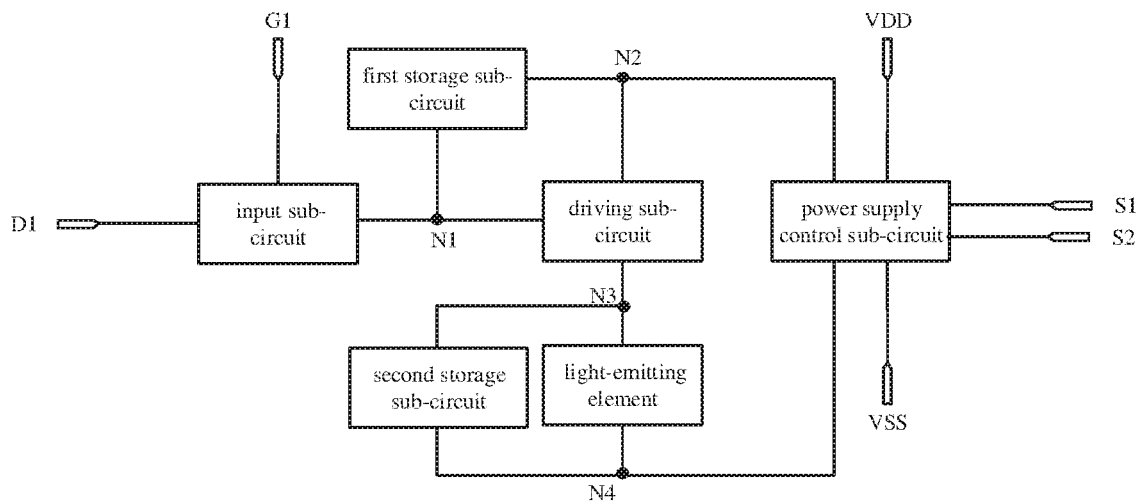 G1
VDD
first storage sub-
circuit
N2
D1
input sub-
circuit
N1
driving sub-
circuit
power supply
control sub-circuit
S1
S2
N3
second storage
sub-circuit
light-emitting
element
VSS
N4